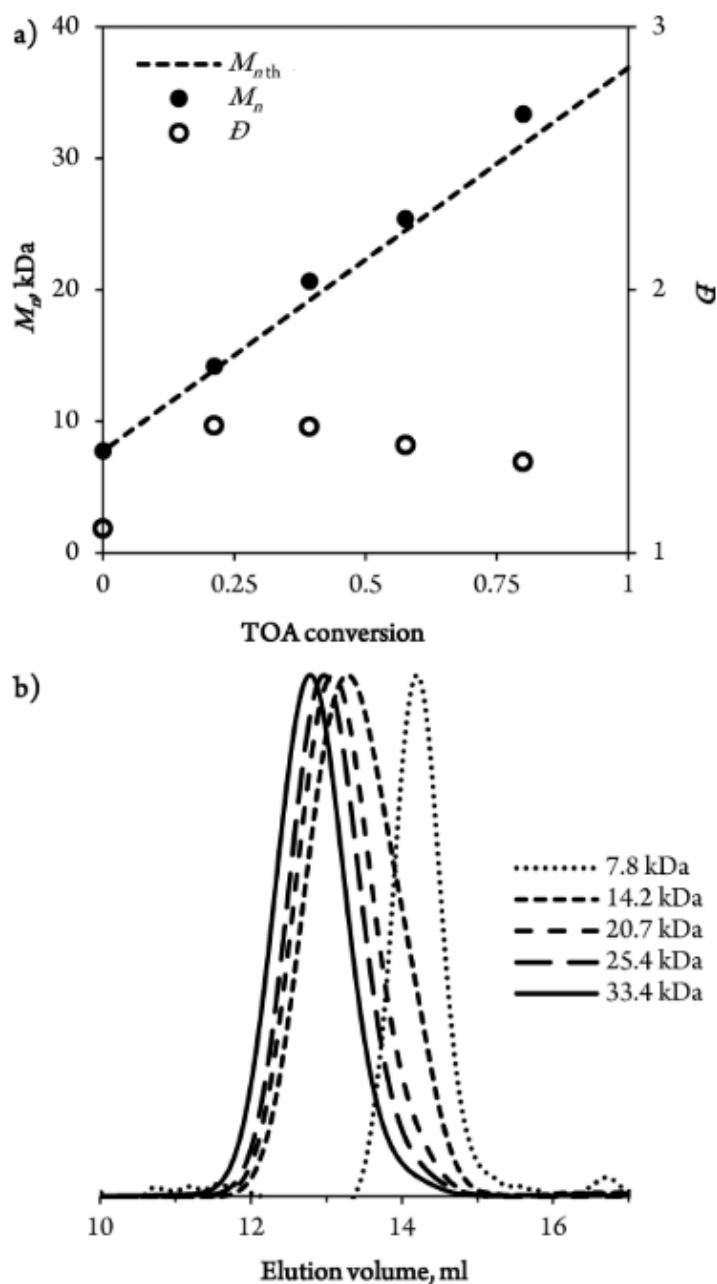 a)
40
3
M_n th
M_n
Đ
30
M_n, kDa
20
2
Đ
10
0
1
0
0.25
0.5
0.75
1
TOA conversion
b)
7.8 kDa
14.2 kDa
20.7 kDa
25.4 kDa
33.4 kDa
10
12
14
16
Elution volume, ml